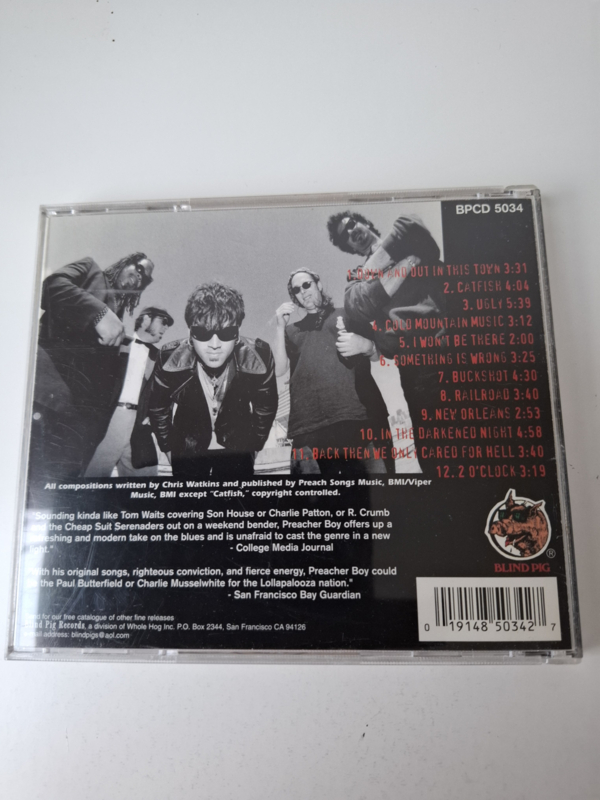 BPCD 5034
1. DOWN AND OUT IN THIS TOWN 3:31
2. CATFISH 4:04
3. UGLY 5:39
4. COLD MOUNTAIN MUSIC 3:12
5. I WON'T BE THERE 2:00
6. SOMETHING IS WRONG 3:25
7. BUCKSHOT 4:30
8. RAILROAD 3:40
9. NEW ORLEANS 2:53
10. IN THE DARKENED NIGHT 4:58
11. BACK THEN WE ONLY CARED FOR HELL 3:40
12. 2 O'CLOCK 3:19
All compositions written by Chris Watkins and published by Preach Songs Music, BMI/Viper
Music, BMI except "Catfish," copyright controlled.
"Sounding kinda like Tom Waits covering Son House or Charlie Patton, or R. Crumb
and the Cheap Suit Serenaders out on a weekend bender, Preacher Boy offers up a
refreshing and modern take on the blues and is unafraid to cast the genre in a new
light."
- College Media Journal
"With his original songs, righteous conviction, and fierce energy, Preacher Boy could
be the Paul Butterfield or Charlie Musselwhite for the Lollapalooza nation."
- San Francisco Bay Guardian
for our free catalogue of other fine releases
Blind Pig Records, a division of Whole Hog Inc. P.O. Box 2344, San Francisco CA 94126
email address: blindpigs@aol.com
®
BLIND PIG
0 19148 50342 7